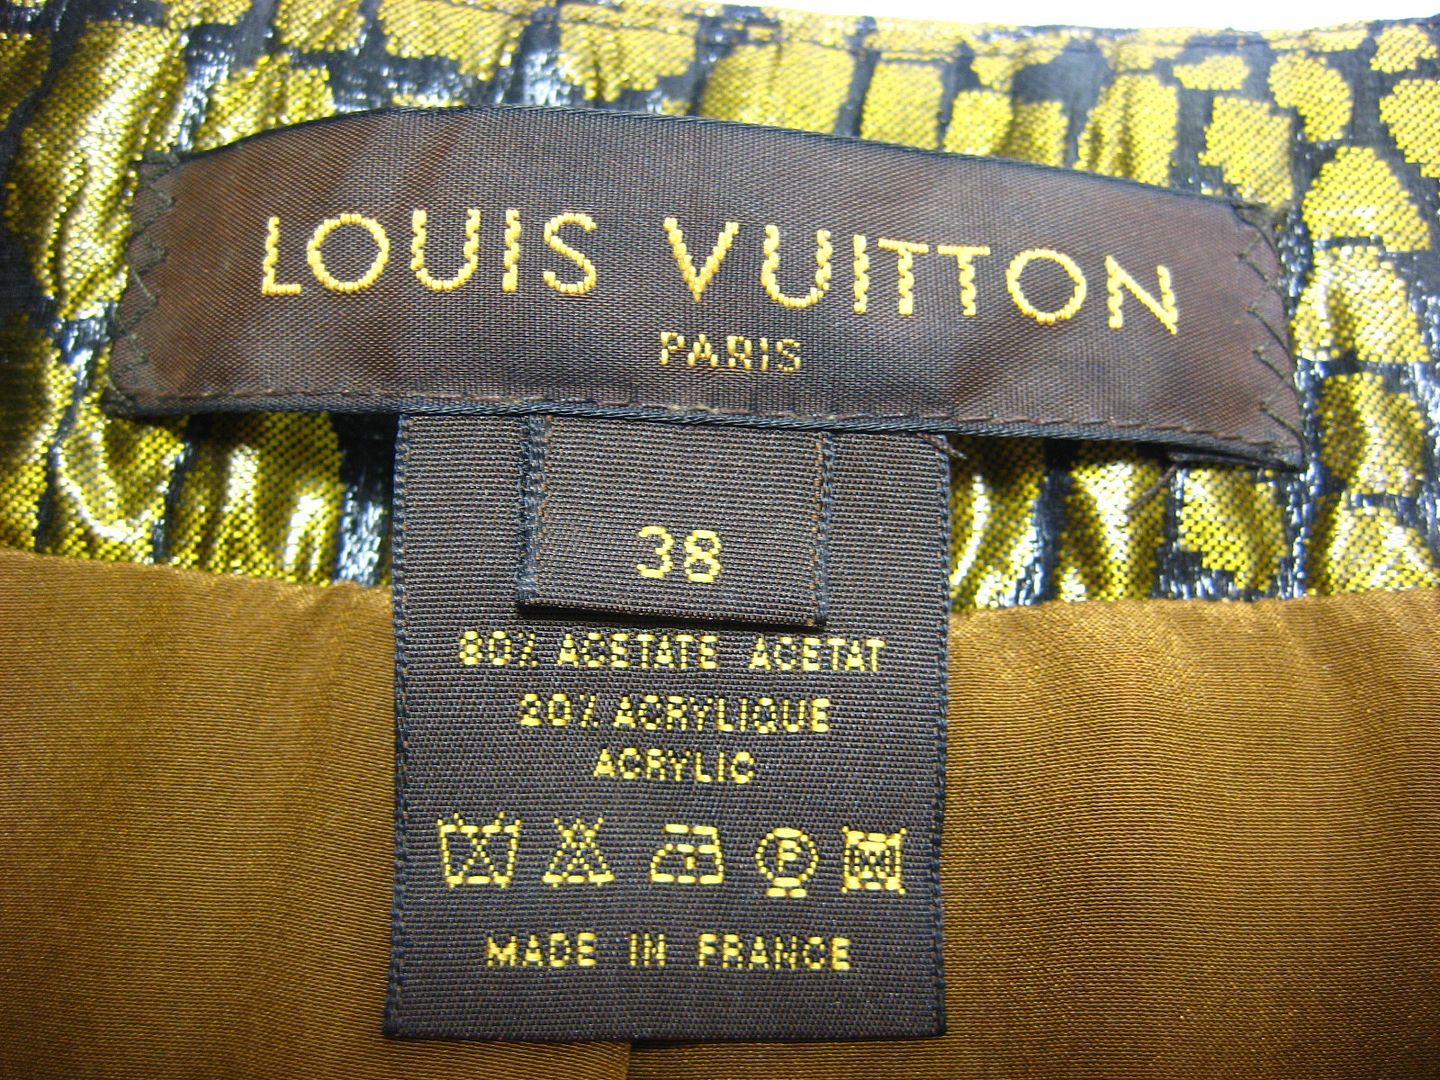 LOUIS VUITTON
PARIS
38
80% ACETATE ACETAT
20% ACRYLIQUE
ACRYLIC
P
MADE IN FRANCE